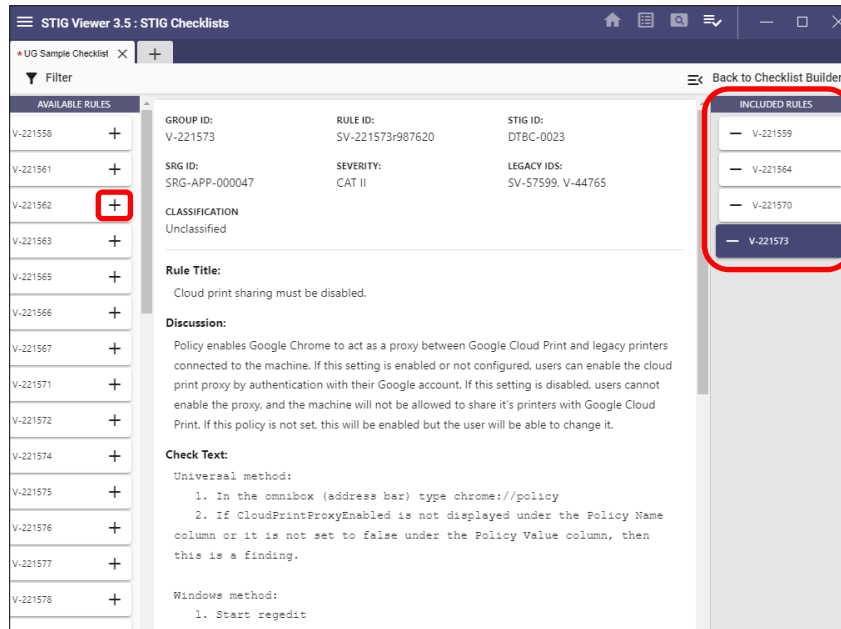 STIG Viewer 3.5 : STIG Checklists
*UG Sample Checklist
Filter
Back to Checklist Builder
AVAILABLE RULES
V-221558
V-221561
V-221562
V-221563
V-221565
V-221566
V-221567
V-221571
V-221572
V-221574
V-221575
V-221576
V-221577
V-221578
GROUP ID: RULE ID: STIG ID:
V-221573 SV-221573r987620 DTBC-0023
SRG ID: SEVERITY: LEGACY IDS:
SRG-APP-000047 CAT II SV-57599, V-44765
CLASSIFICATION
Unclassified
Rule Title:
Cloud print sharing must be disabled.
Discussion:
Policy enables Google Chrome to act as a proxy between Google Cloud Print and legacy printers
connected to the machine. If this setting is enabled or not configured, users can enable the cloud
print proxy by authentication with their Google account. If this setting is disabled, users cannot
enable the proxy, and the machine will not be allowed to share it's printers with Google Cloud
Print. If this policy is not set, this will be enabled but the user will be able to change it.
Check Text:
Universal method:
1. In the omnibox (address bar) type chrome://policy
2. If CloudPrintProxyEnabled is not displayed under the Policy Name
column or it is not set to false under the Policy Value column, then
this is a finding.
Windows method:
1. Start regedit
INCLUDED RULES
V-221559
V-221564
V-221570
V-221573